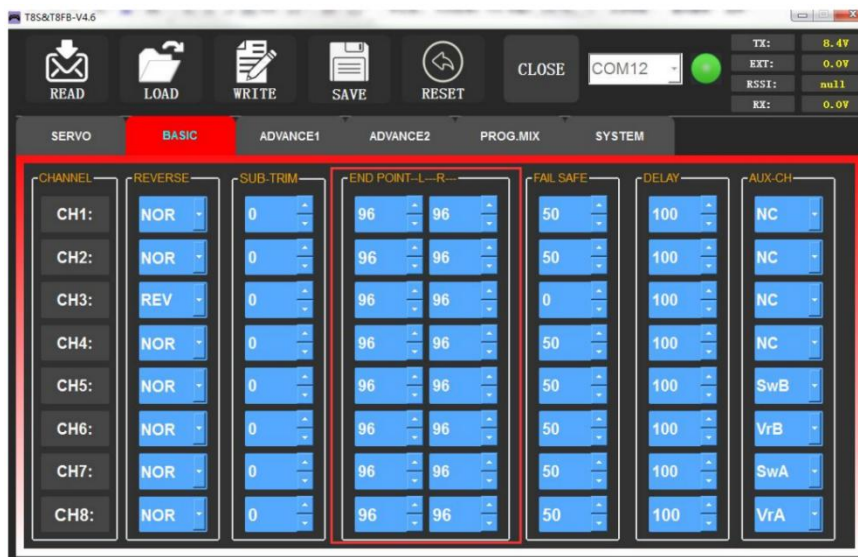 T8S&T8FB-V4.6
READ LOAD WRITE SAVE RESET CLOSE COM12
TX: 8.4V
EXT: 0.0V
RSSI: null
RX: 0.0V
SERVO BASIC ADVANCE1 ADVANCE2 PROG.MIX SYSTEM
CHANNEL REVERSE SUB-TRIM END POINT--L---R--- FAIL SAFE DELAY AUX-CH
CH1: NOR 0 96 96 50 100 NC
CH2: NOR 0 96 96 50 100 NC
CH3: REV 0 96 96 0 100 NC
CH4: NOR 0 96 96 50 100 NC
CH5: NOR 0 96 96 50 100 SwB
CH6: NOR 0 96 96 50 100 VrB
CH7: NOR 0 96 96 50 100 SwA
CH8: NOR 0 96 96 50 100 VrA